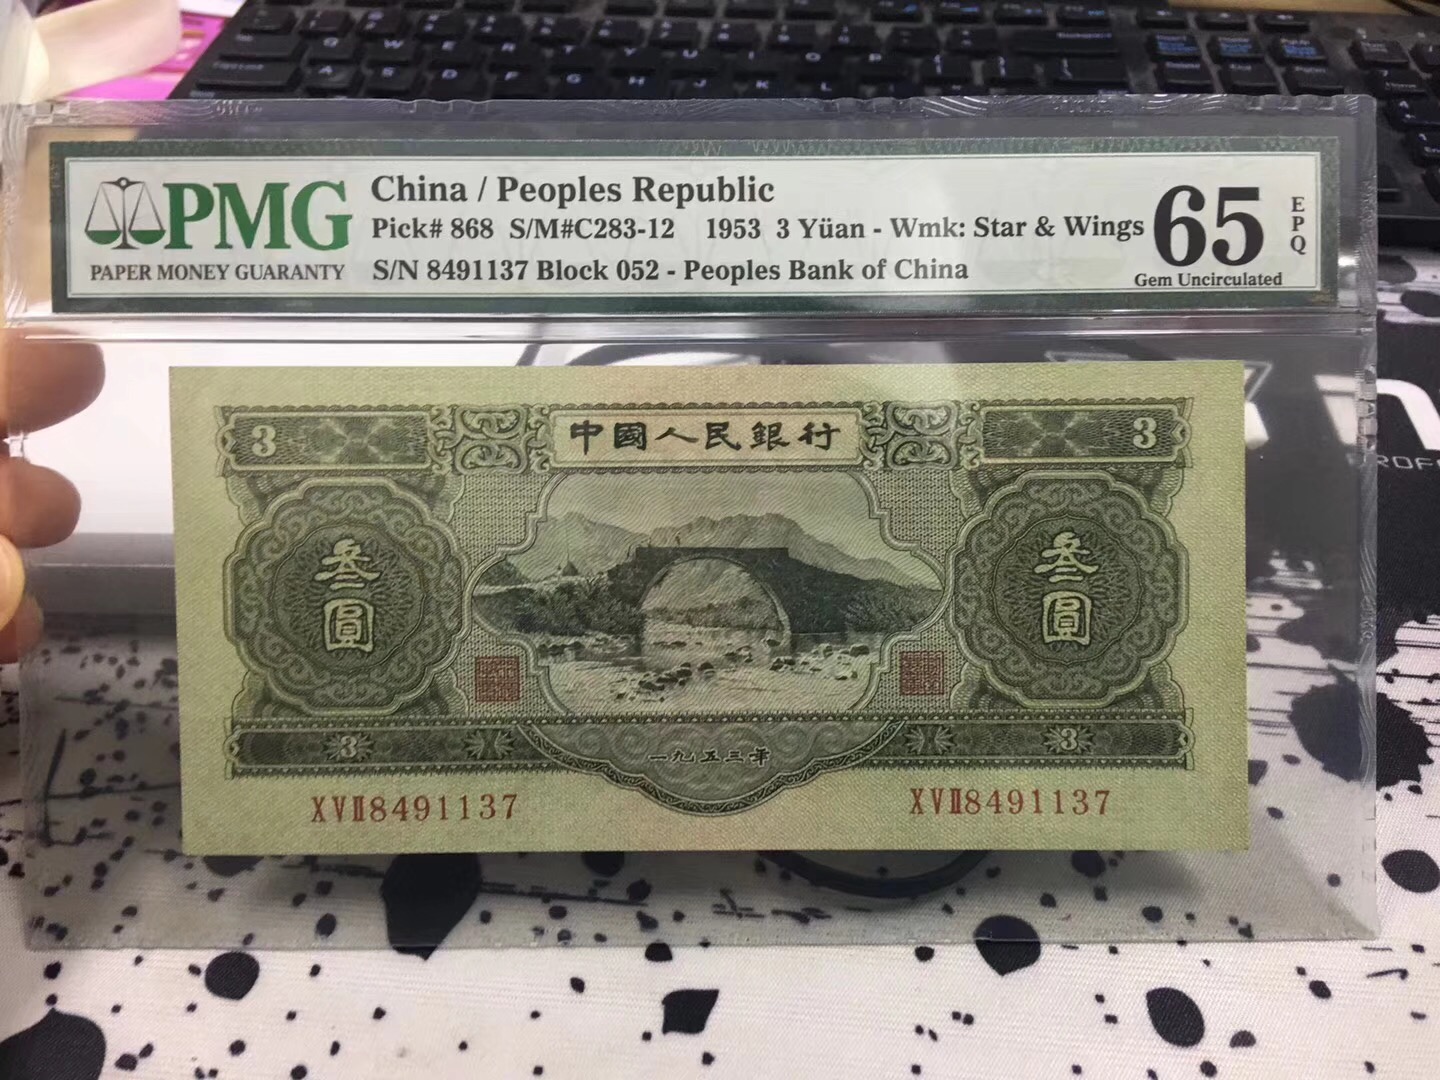 PMG
PAPER MONEY GUARANTY
China / Peoples Republic
Pick# 868 S/M#C283-12 1953 3 Yüan - Wmk: Star & Wings
S/N 8491137 Block 052 - Peoples Bank of China
65
EPQ
Gem Uncirculated
3
中國人民銀行
3
叁圓
叁圓
3
一九五三年
3
XVII8491137
XVII8491137